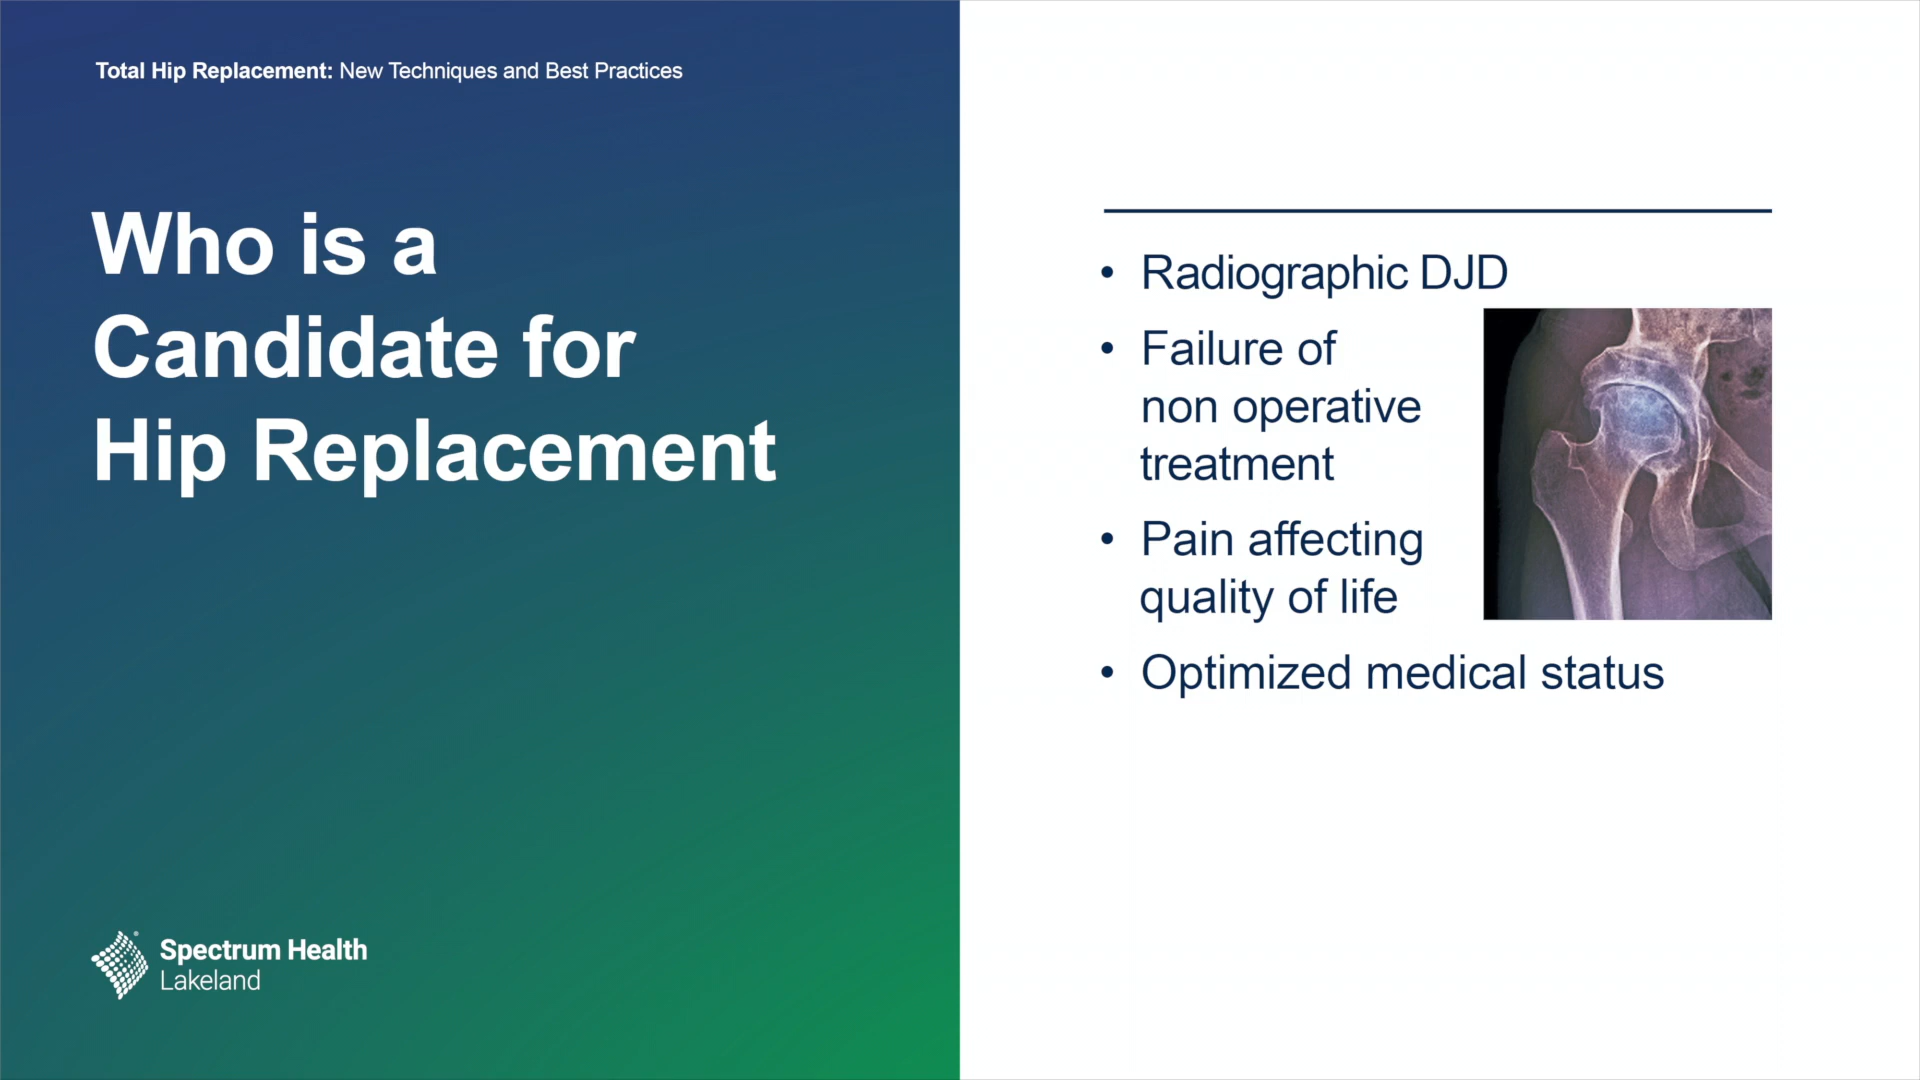 Total Hip Replacement: New Techniques and Best Practices
Who is a
Candidate for
Hip Replacement
• Radiographic DJD
• Failure of
non operative
treatment
• Pain affecting
quality of life
• Optimized medical status
Spectrum Health
Lakeland